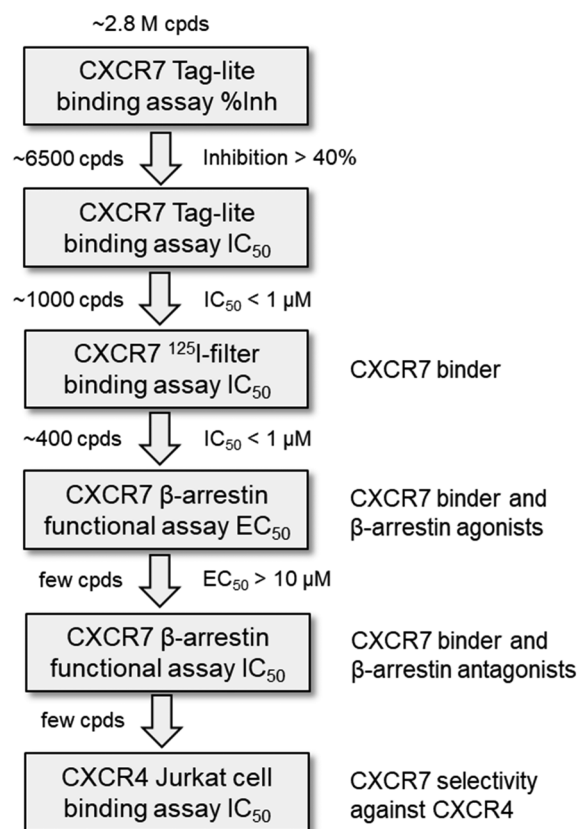 ~2.8 M cpds
CXCR7 Tag-lite
binding assay %Inh
~6500 cpds
Inhibition > 40%
CXCR7 Tag-lite
binding assay IC₅₀
~1000 cpds
IC₅₀ < 1 µM
CXCR7 ¹²⁵I-filter
binding assay IC₅₀
CXCR7 binder
~400 cpds
IC₅₀ < 1 µM
CXCR7 β-arrestin
functional assay EC₅₀
CXCR7 binder and
β-arrestin agonists
few cpds
EC₅₀ > 10 µM
CXCR7 β-arrestin
functional assay IC₅₀
CXCR7 binder and
β-arrestin antagonists
few cpds
CXCR4 Jurkat cell
binding assay IC₅₀
CXCR7 selectivity
against CXCR4